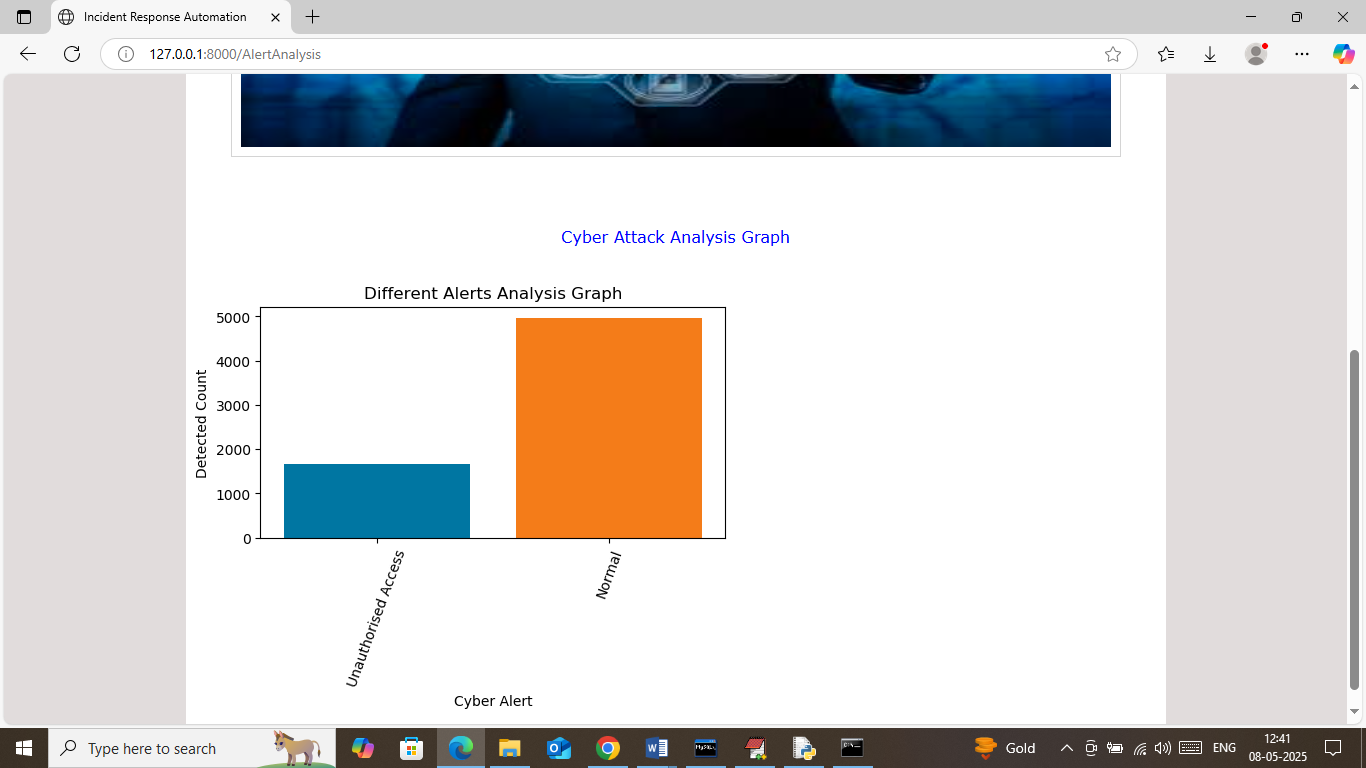 Incident Response Automation
127.0.0.1:8000/AlertAnalysis
Cyber Attack Analysis Graph
Different Alerts Analysis Graph
5000
4000
3000
2000
1000
0
Detected Count
Unauthorised Access
Normal
Cyber Alert
Type here to search
Gold
ENG
12:41
08-05-2025